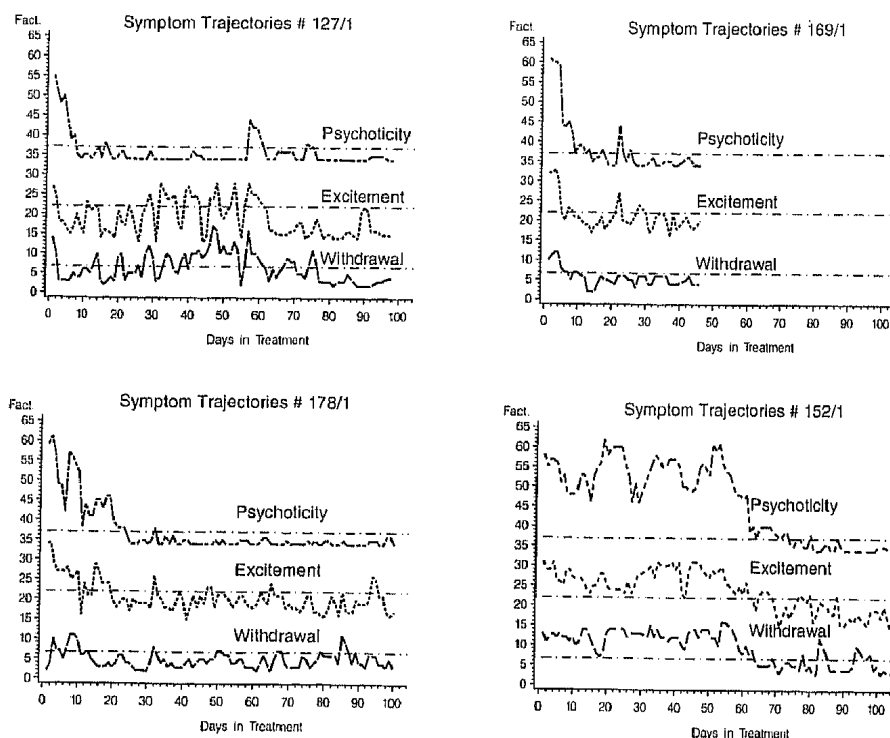 Symptom Trajectories # 127/1
Fact.
65
60
55
50
45
40
35
30
25
20
15
10
5
0
Psychoticity
Excitement
Withdrawal
0 10 20 30 40 50 60 70 80 90 100
Days in Treatment
Symptom Trajectories # 169/1
Fact.
65
60
55
50
45
40
35
30
25
20
15
10
5
0
Psychoticity
Excitement
Withdrawal
0 10 20 30 40 50 60 70 80 90 100
Days in Treatment
Symptom Trajectories # 178/1
Fact.
65
60
55
50
45
40
35
30
25
20
15
10
5
0
Psychoticity
Excitement
Withdrawal
0 10 20 30 40 50 60 70 80 90 100
Days in Treatment
Symptom Trajectories # 152/1
Fact.
65
60
55
50
45
40
35
30
25
20
15
10
5
0
Psychoticity
Excitement
Withdrawal
0 10 20 30 40 50 60 70 80 90 100
Days in Treatment